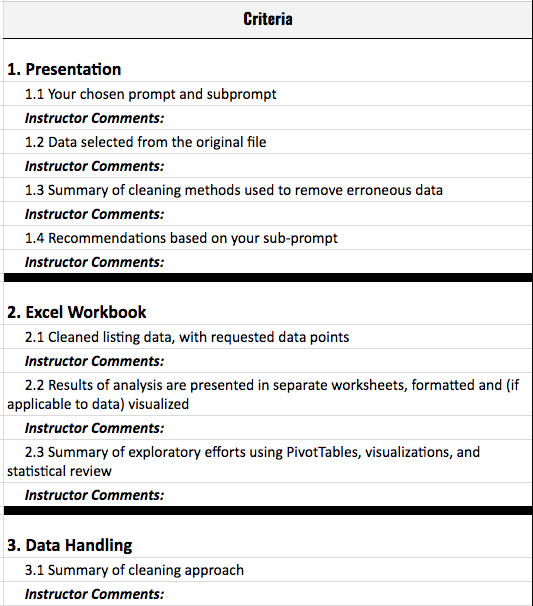 Criteria
1. Presentation
1.1 Your chosen prompt and subprompt
Instructor Comments:
1.2 Data selected from the original file
Instructor Comments:
1.3 Summary of cleaning methods used to remove erroneous data
Instructor Comments:
1.4 Recommendations based on your sub-prompt
Instructor Comments:
2. Excel Workbook
2.1 Cleaned listing data, with requested data points
Instructor Comments:
2.2 Results of analysis are presented in separate worksheets, formatted and (if
applicable to data) visualized
Instructor Comments:
2.3 Summary of exploratory efforts using PivotTables, visualizations, and
statistical review
Instructor Comments:
3. Data Handling
3.1 Summary of cleaning approach
Instructor Comments: